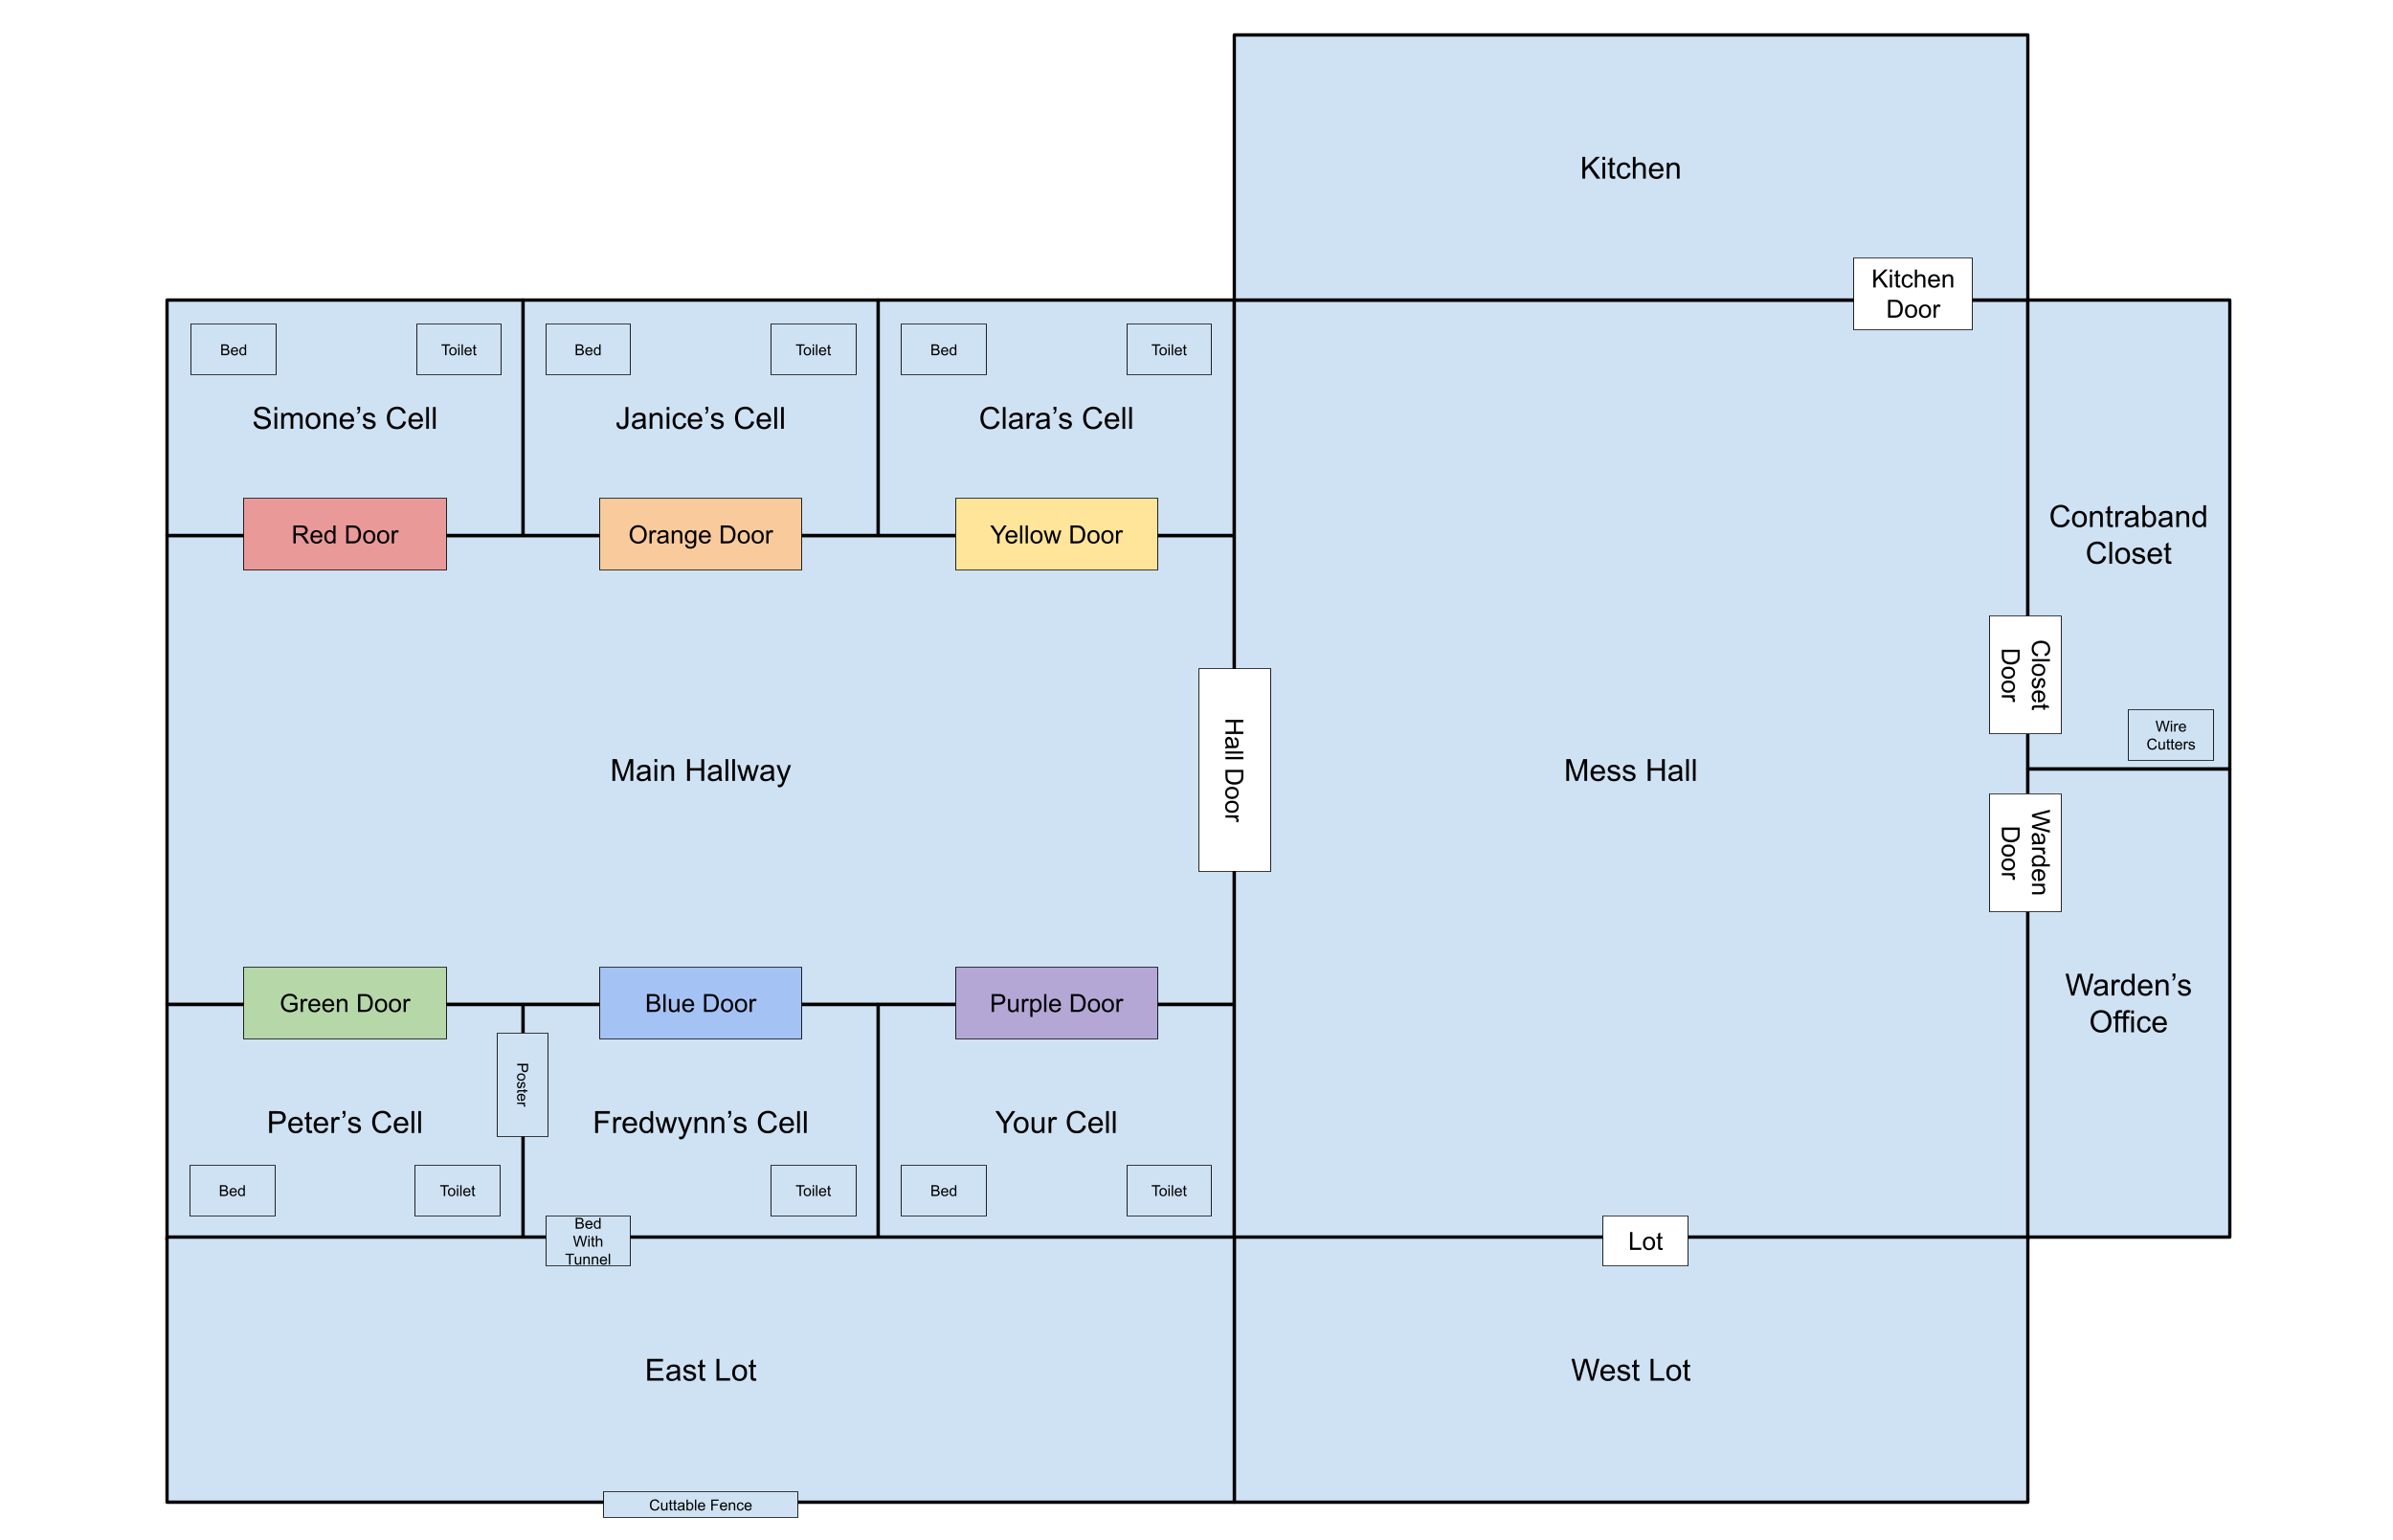 Kitchen
Kitchen
Door
Bed
Toilet
Bed
Toilet
Bed
Toilet
Simone’s Cell
Janice’s Cell
Clara’s Cell
Red Door
Orange Door
Yellow Door
Contraband
Closet
Closet
Door
Wire
Cutters
Main Hallway
Hall Door
Mess Hall
Warden
Door
Warden’s
Office
Green Door
Blue Door
Purple Door
Poster
Peter’s Cell
Fredwynn’s Cell
Your Cell
Bed
Toilet
Bed
With
Tunnel
Toilet
Bed
Toilet
Lot
East Lot
West Lot
Cuttable Fence